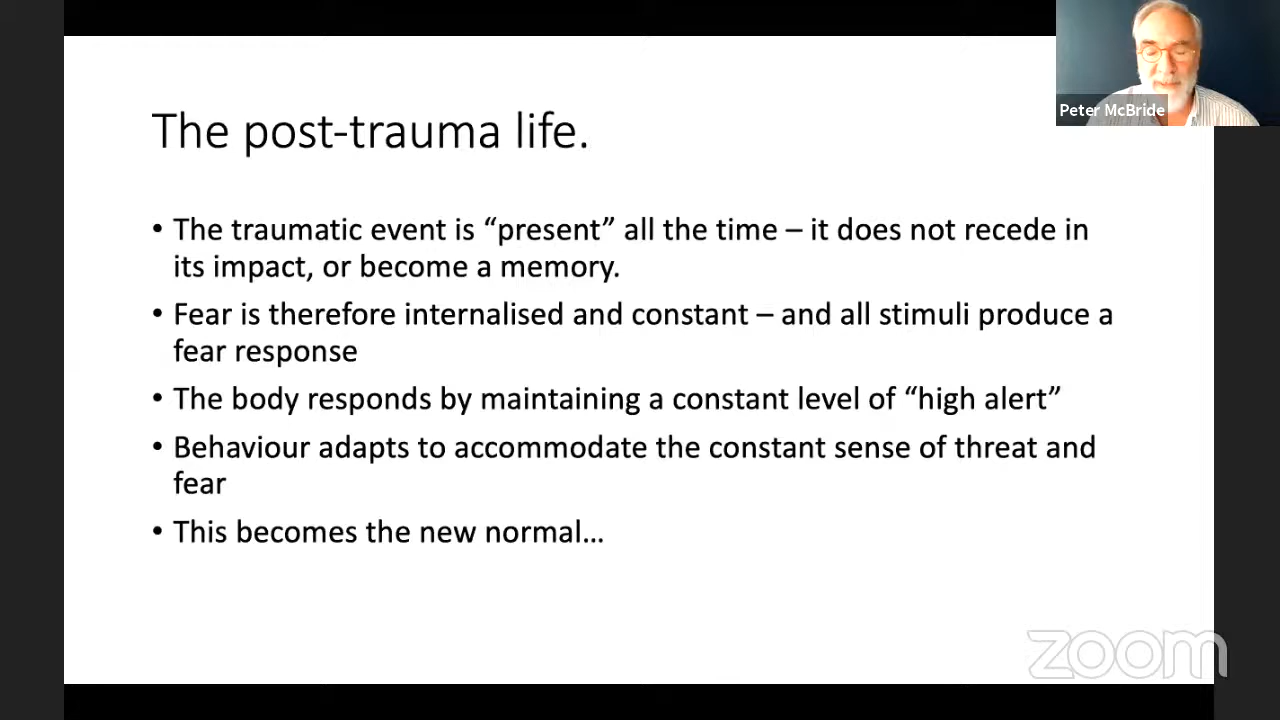 Peter McBride
The post-trauma life.
• The traumatic event is “present” all the time – it does not recede in
its impact, or become a memory.
• Fear is therefore internalised and constant – and all stimuli produce a
fear response
• The body responds by maintaining a constant level of “high alert”
• Behaviour adapts to accommodate the constant sense of threat and
fear
• This becomes the new normal…
zoom